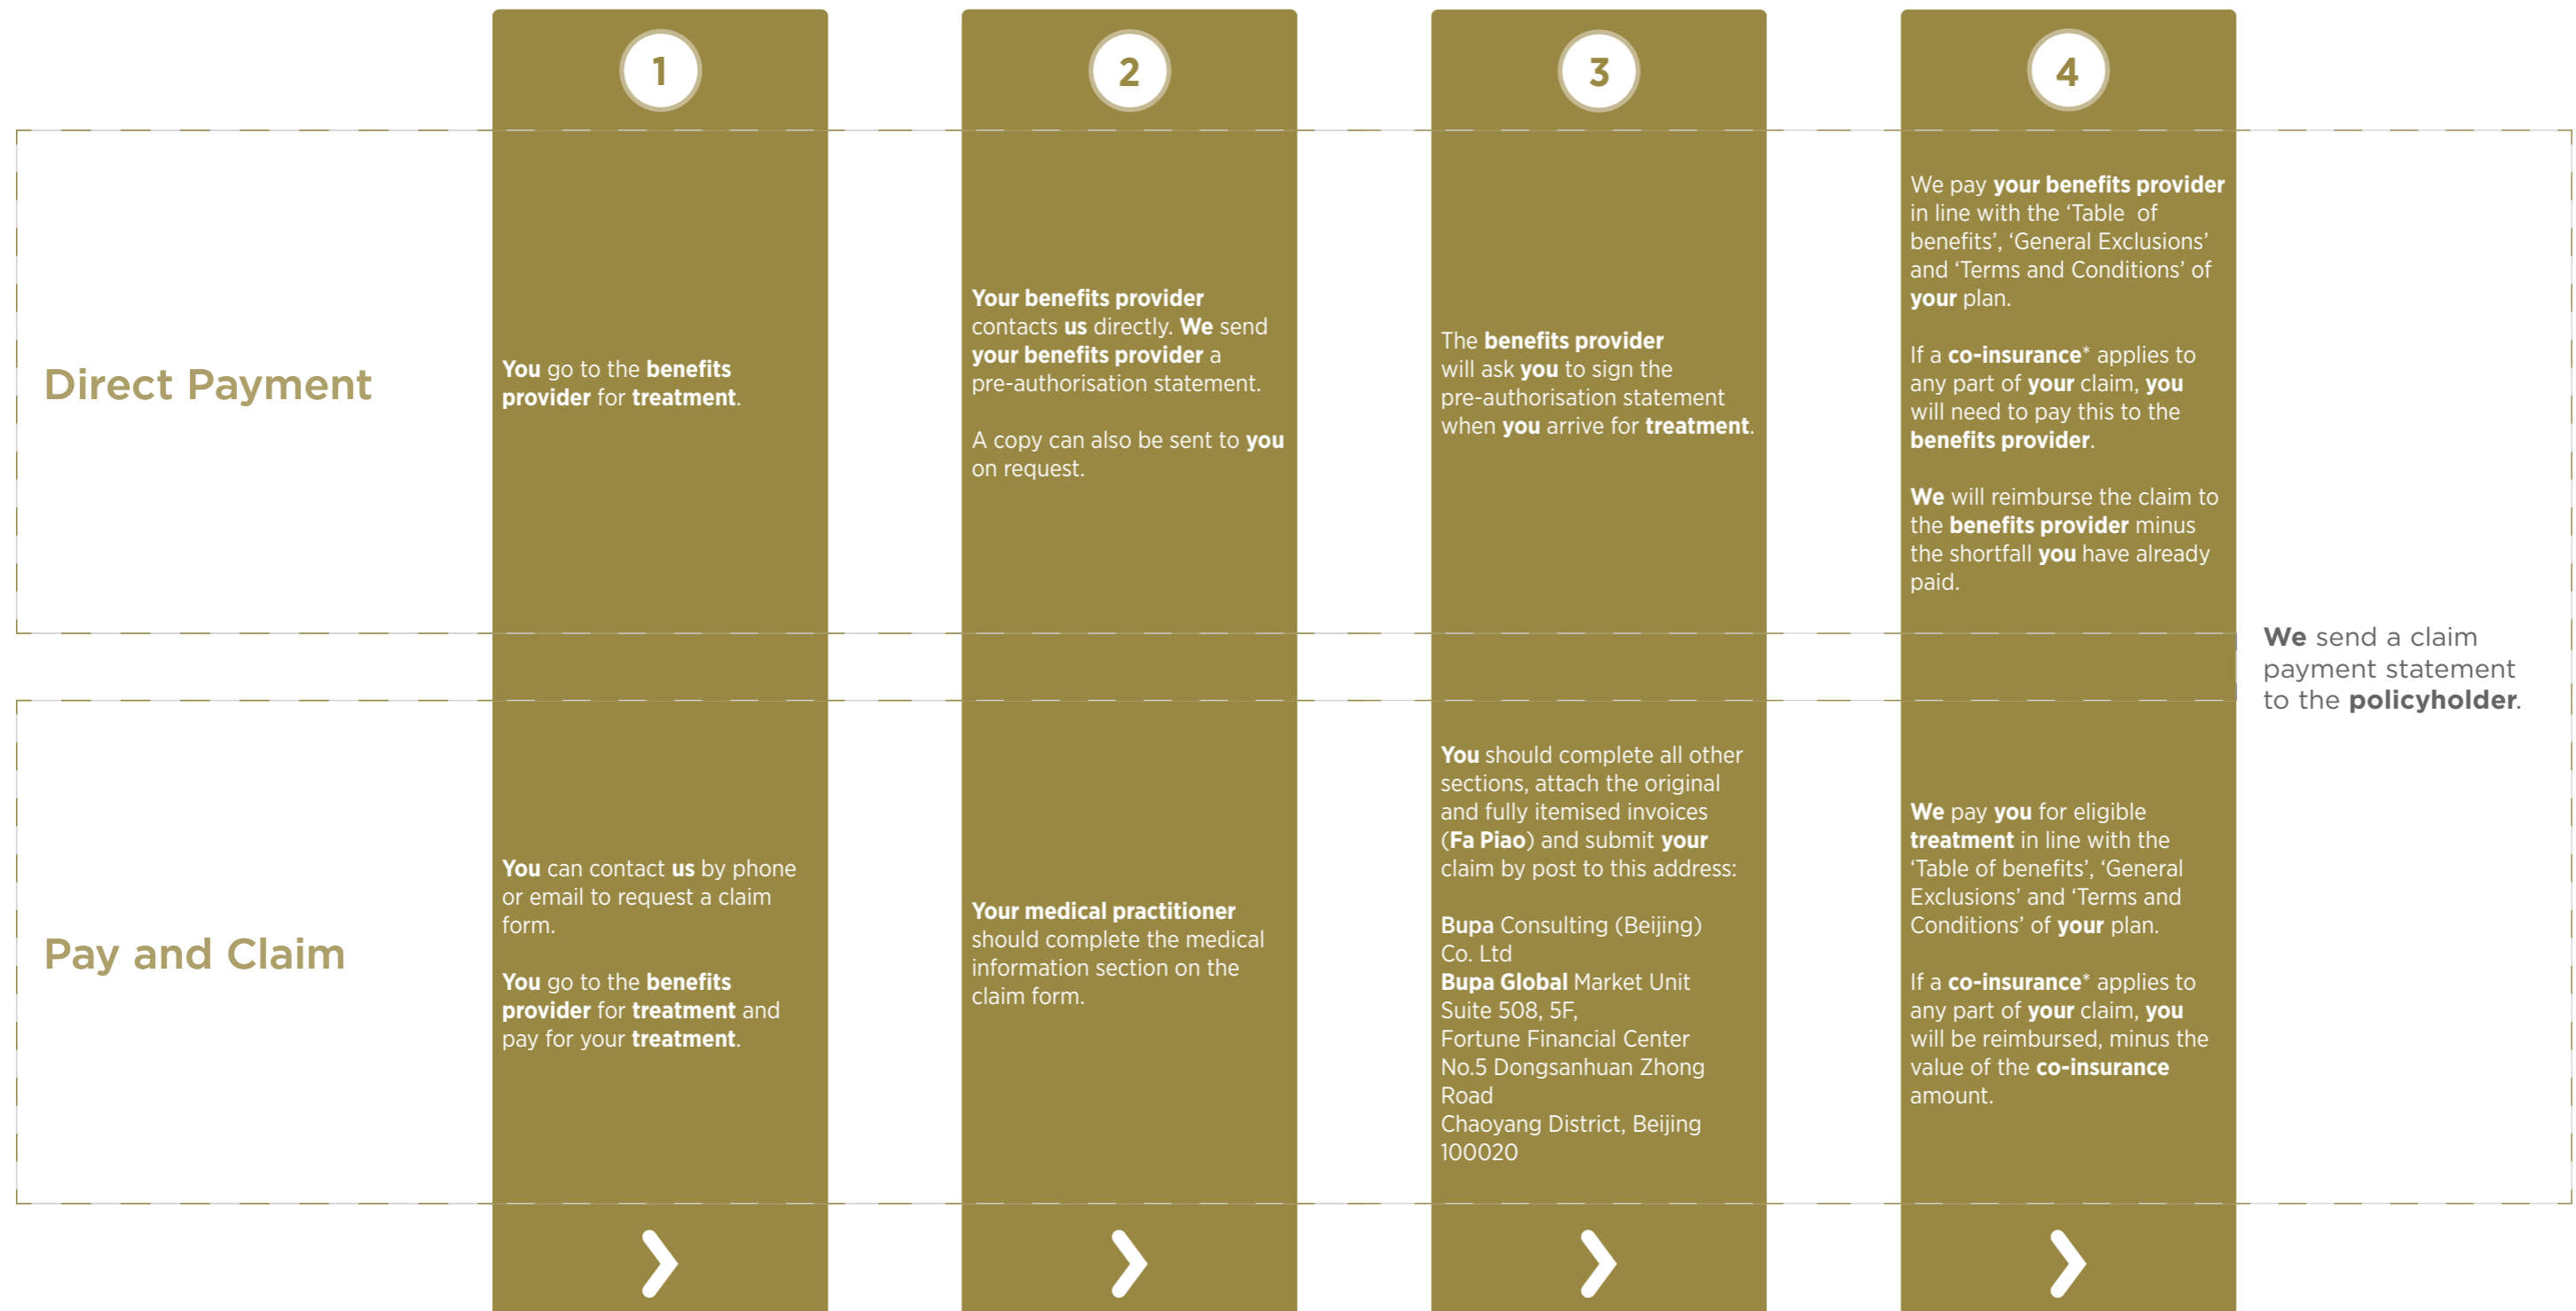 1
2
3
4
Direct Payment
You go to the benefits
provider for treatment.
Your benefits provider
contacts us directly. We send
your benefits provider a
pre-authorisation statement.
A copy can also be sent to you
on request.
The benefits provider
will ask you to sign the
pre-authorisation statement
when you arrive for treatment.
We pay your benefits provider
in line with the ‘Table of
benefits’, ‘General Exclusions’
and ‘Terms and Conditions’ of
your plan.
If a co-insurance* applies to
any part of your claim, you
will need to pay this to the
benefits provider.
We will reimburse the claim to
the benefits provider minus
the shortfall you have already
paid.
Pay and Claim
You can contact us by phone
or email to request a claim
form.
You go to the benefits
provider for treatment and
pay for your treatment.
Your medical practitioner
should complete the medical
information section on the
claim form.
You should complete all other
sections, attach the original
and fully itemised invoices
(Fa Piao) and submit your
claim by post to this address:
Bupa Consulting (Beijing)
Co. Ltd
Bupa Global Market Unit
Suite 508, 5F,
Fortune Financial Center
No.5 Dongsanhuan Zhong
Road
Chaoyang District, Beijing
100020
We pay you for eligible
treatment in line with the
‘Table of benefits’, ‘General
Exclusions’ and ‘Terms and
Conditions’ of your plan.
If a co-insurance* applies to
any part of your claim, you
will be reimbursed, minus the
value of the co-insurance
amount.
We send a claim
payment statement
to the policyholder.